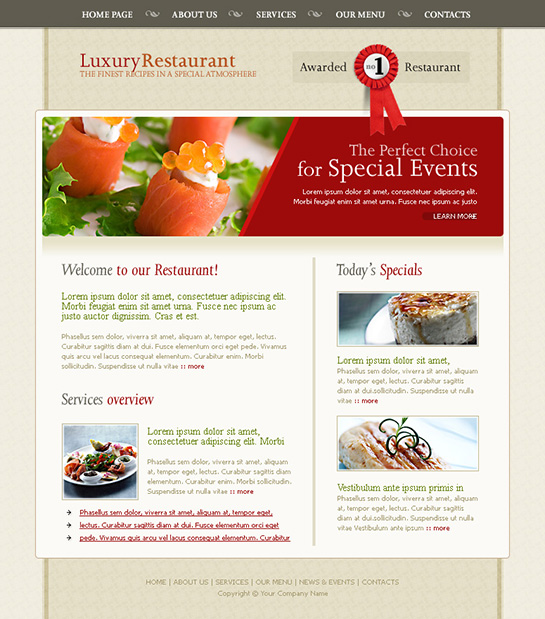 HOME PAGE ABOUT US SERVICES OUR MENU CONTACTS
LuxuryRestaurant
THE FINEST RECIPES IN A SPECIAL ATMOSPHERE
Awarded no 1 Restaurant
The Perfect Choice
for Special Events
Lorem ipsum dolor sit amet, consectetuer adipiscing elit.
Morbi feugiat enim sit amet urna. Fusce nec ipsum ac justo
LEARN MORE
Welcome to our Restaurant!
Lorem ipsum dolor sit amet, consectetuer adipiscing elit.
Morbi feugiat enim sit amet urna. Fusce nec ipsum ac
justo auctor dignissim. Cras et est.
Phasellus sem dolor, viverra sit amet, aliquam at, tempor eget, lectus.
Curabitur sagittis diam at dui. Fusce elementum orci eget pede. Vivamus
quis arcu vel lacus consequat elementum. Curabitur enim. Morbi
sollicitudin. Suspendisse ut nulla vitae :: more
Services overview
Lorem ipsum dolor sit amet,
consectetuer adipiscing elit. Morbi
Phasellus sem dolor, viverra sit amet, aliquam
at, tempor eget, lectus. Curabitur sagittis diam
elementum. Curabitur enim. Morbi sollicitudin.
Suspendisse ut nulla vitae :: more
Phasellus sem dolor, viverra sit amet, aliquam at, tempor eget,
lectus. Curabitur sagittis diam at dui. Fusce elementum orci eget
pede. Vivamus quis arcu vel lacus consequat elementum. Curabitur
Today's Specials
Lorem ipsum dolor sit amet,
Phasellus sem dolor, viverra sit amet, aliquam
at, tempor eget, lectus. Curabitur sagittis
diam at dui elementum. Curabitur enim. Morbi
sollicitudin. Suspendisse ut nulla
vitae :: more
Vestibulum ante ipsum primis in
Phasellus sem dolor, viverra sit amet, aliquam
at, tempor eget, lectus. Curabitur sagittis
diam at dui. Suspendisse ut nulla
vitae Vestibulum ante ipsum :: more
HOME | ABOUT US | SERVICES | OUR MENU | NEWS & EVENTS | CONTACTS
Copyright © Your Company Name